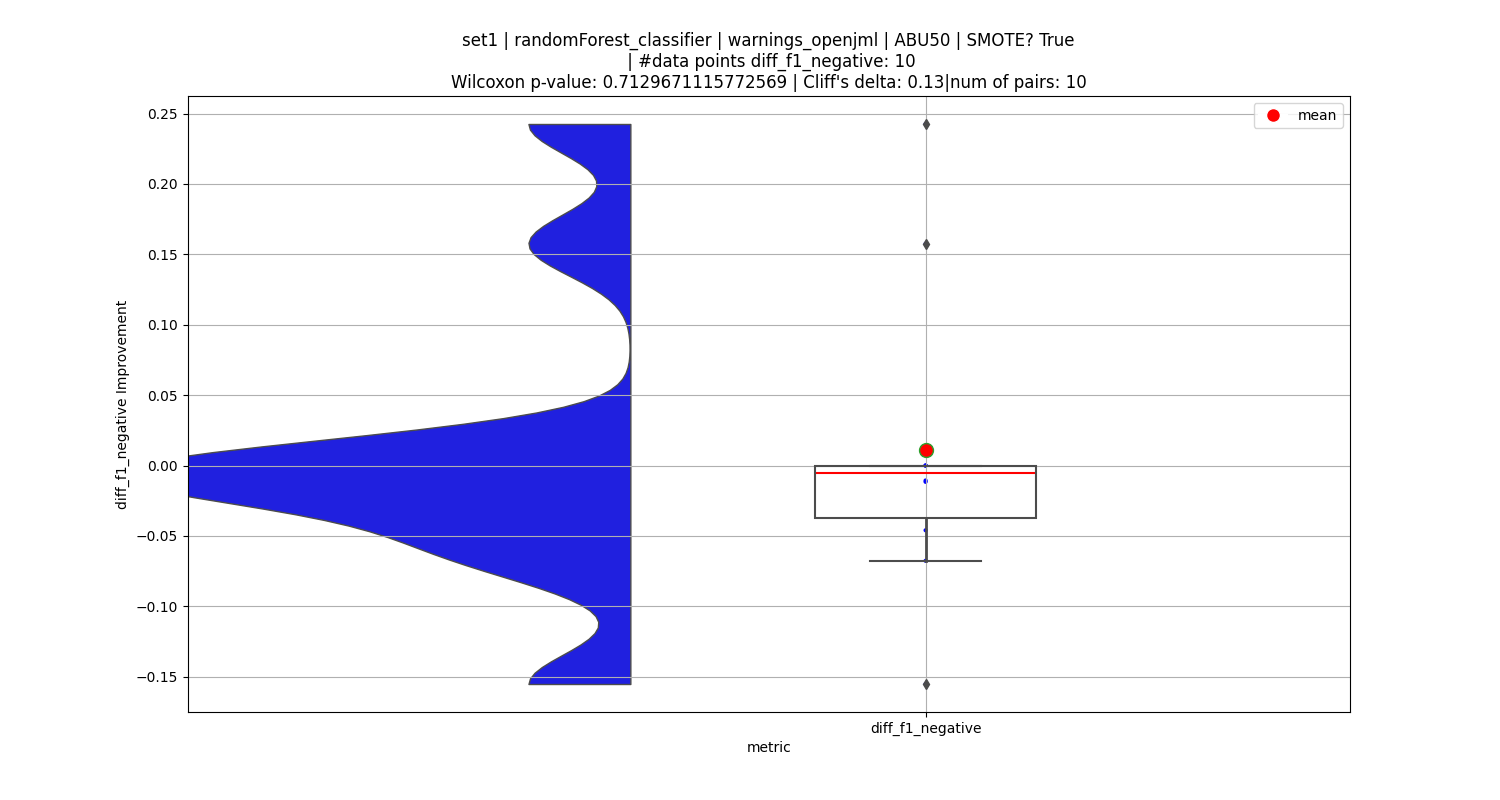 set1 | randomForest_classifier | warnings_openjml | ABU50 | SMOTE? True
| #data points diff_f1_negative: 10
Wilcoxon p-value: 0.7129671115772569 | Cliff's delta: 0.13|num of pairs: 10
mean
0.25
0.20
0.15
0.10
0.05
0.00
−0.05
−0.10
−0.15
diff_f1_negative Improvement
diff_f1_negative
metric